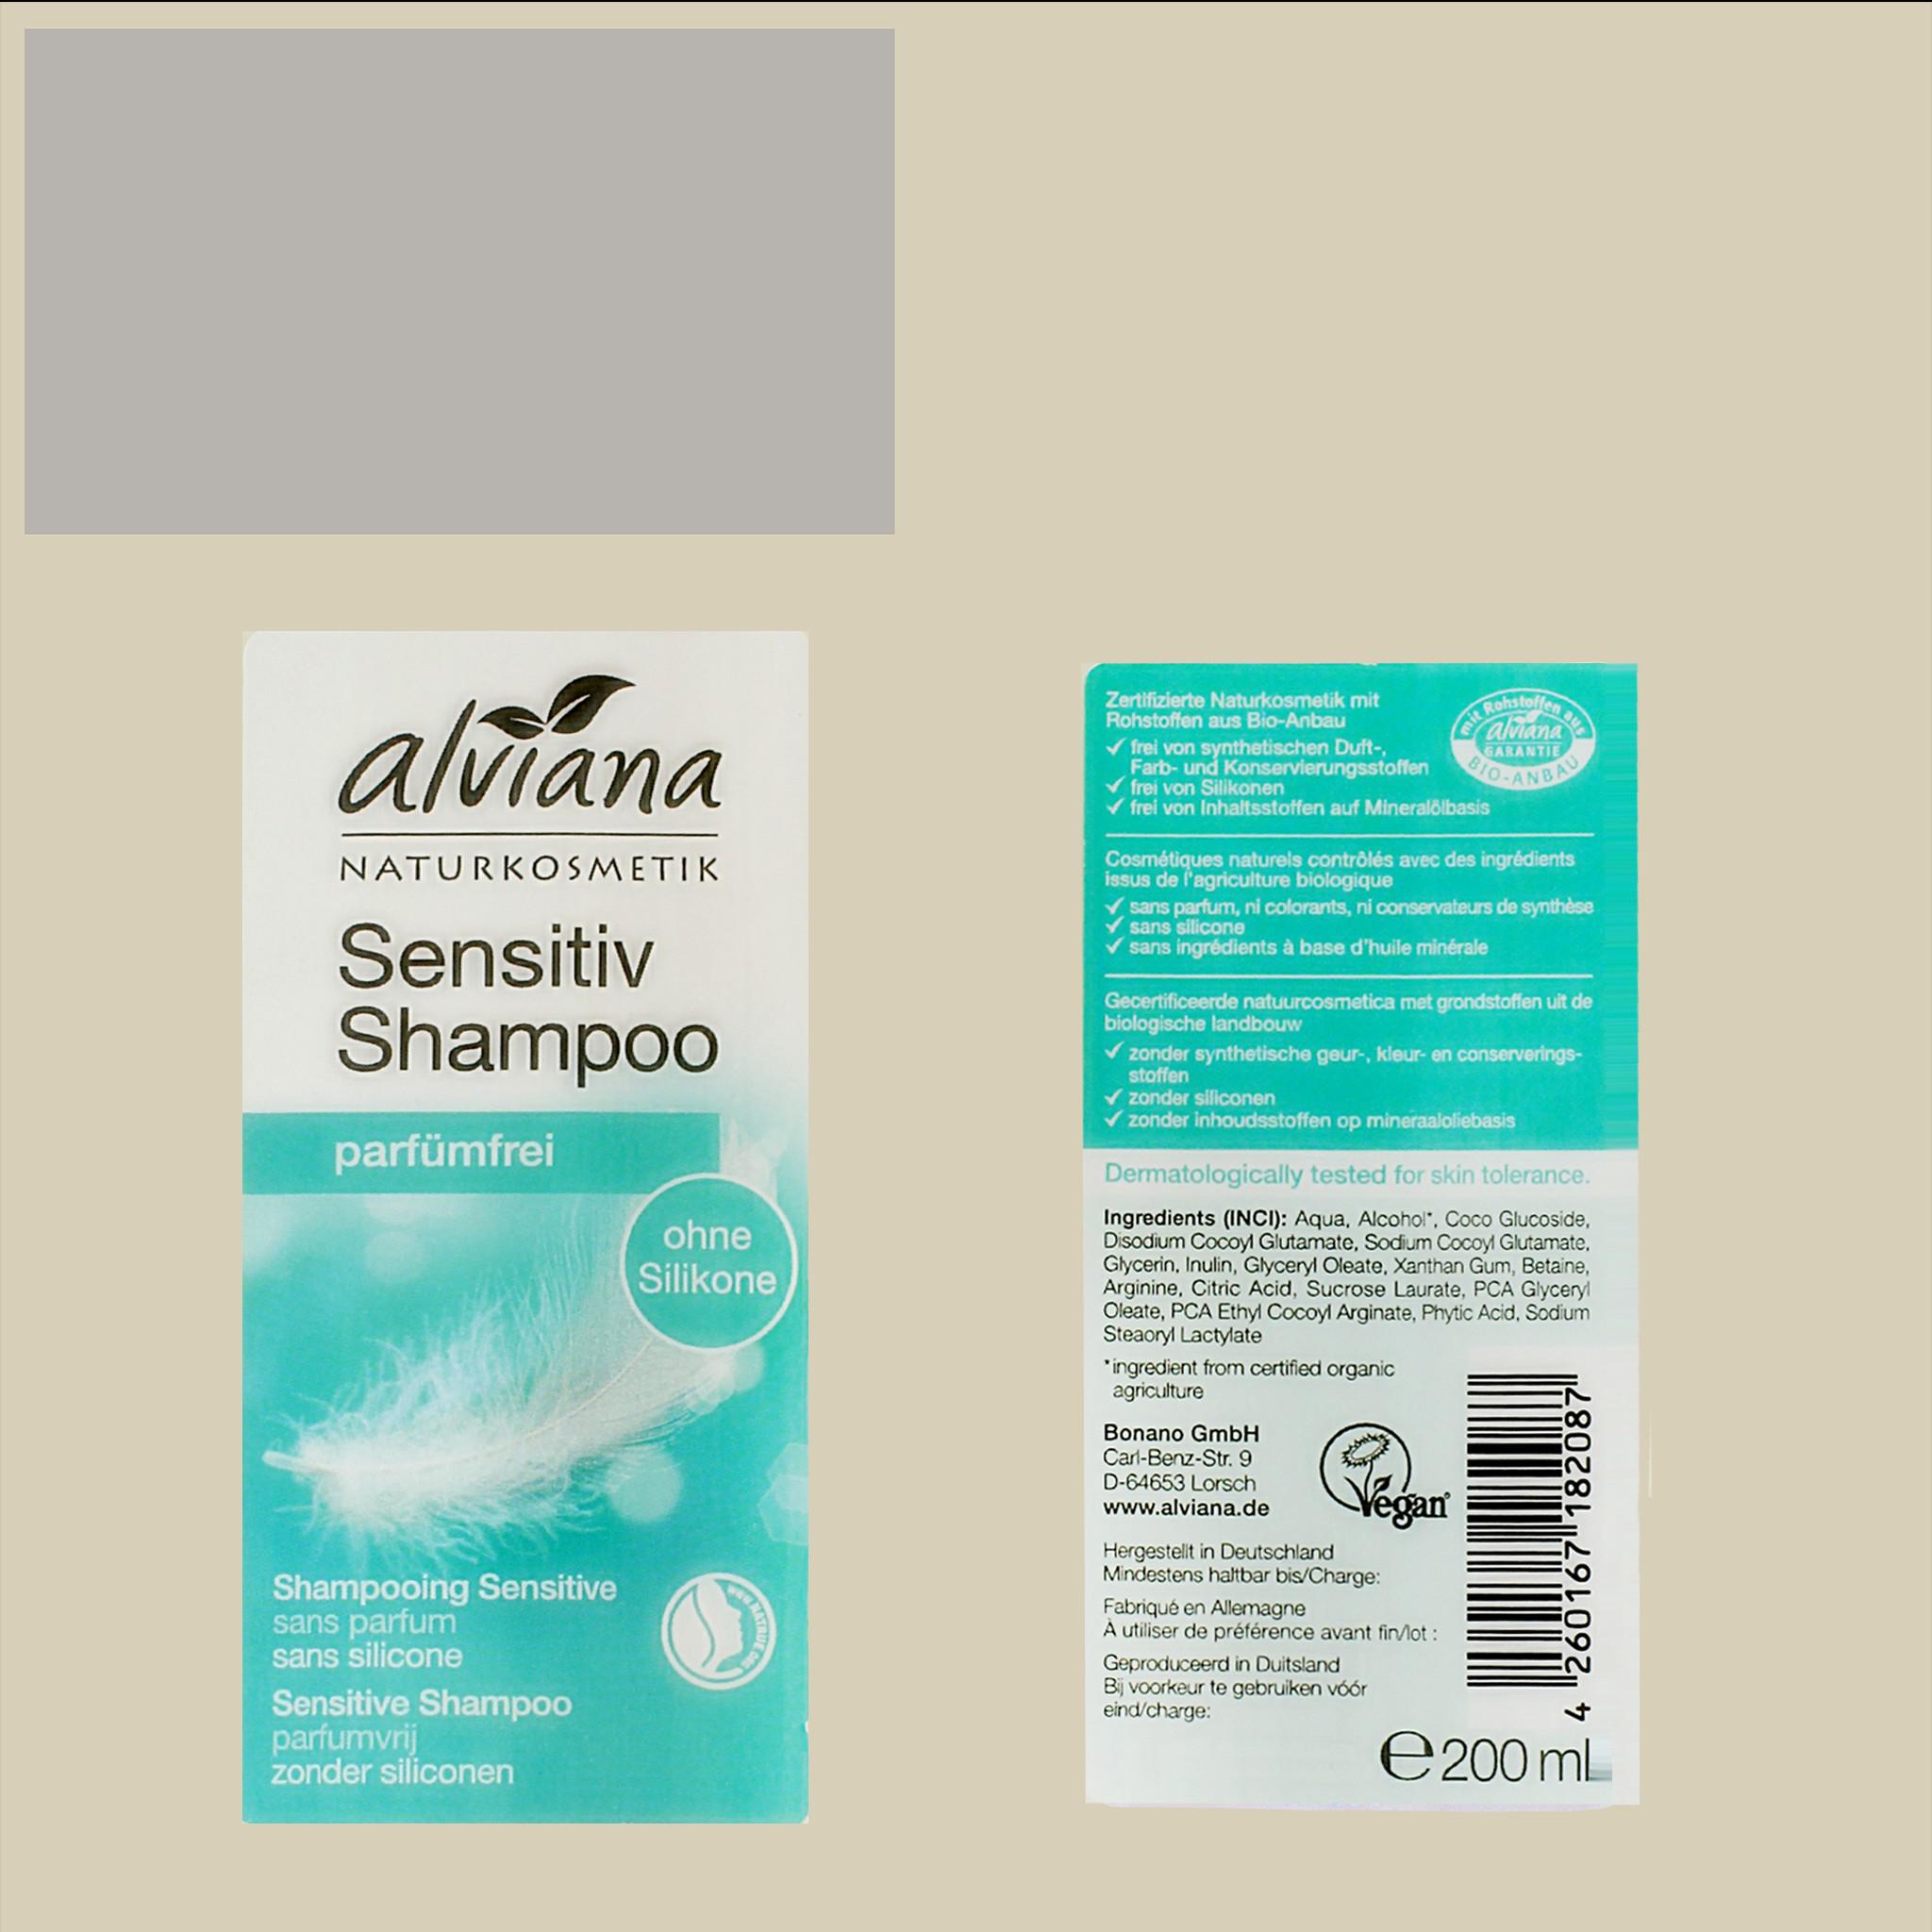 alviana
NATURKOSMETIK
Sensitiv
Shampoo
parfümfrei
ohne
Silikone
Shampooing Sensitive
sans parfum
sans silicone
Sensitive Shampoo
parfumvrij
zonder siliconen
www.NATRUE.ORG
Zertifizierte Naturkosmetik mit
Rohstoffen aus Bio-Anbau
✓ frei von synthetischen Duft-,
Farb- und Konservierungsstoffen
✓ frei von Silikonen
✓ frei von Inhaltsstoffen auf Mineralölbasis
mit Rohstoffen aus
alviana
GARANTIE
BIO-ANBAU
Cosmétiques naturels contrôlés avec des ingrédients
issus de l'agriculture biologique
✓ sans parfum, ni colorants, ni conservateurs de synthèse
✓ sans silicone
✓ sans ingrédients à base d'huile minérale
Gecertificeerde natuurcosmetica met grondstoffen uit de
biologische landbouw
✓ zonder synthetische geur-, kleur- en conserverings-
stoffen
✓ zonder siliconen
✓ zonder inhoudsstoffen op mineraaloliebasis
Dermatologically tested for skin tolerance.
Ingredients (INCI): Aqua, Alcohol*, Coco Glucoside,
Disodium Cocoyl Glutamate, Sodium Cocoyl Glutamate,
Glycerin, Inulin, Glyceryl Oleate, Xanthan Gum, Betaine,
Arginine, Citric Acid, Sucrose Laurate, PCA Glyceryl
Oleate, PCA Ethyl Cocoyl Arginate, Phytic Acid, Sodium
Steaoryl Lactylate
*ingredient from certified organic
agriculture
Bonano GmbH
Carl-Benz-Str. 9
D-64653 Lorsch
www.alviana.de
Vegan
Hergestellt in Deutschland
Mindestens haltbar bis/Charge:
Fabriqué en Allemagne
À utiliser de préférence avant fin/lot :
Geproduceerd in Duitsland
Bij voorkeur te gebruiken vóór
eind/charge:
4 260167 182087
℮200 ml